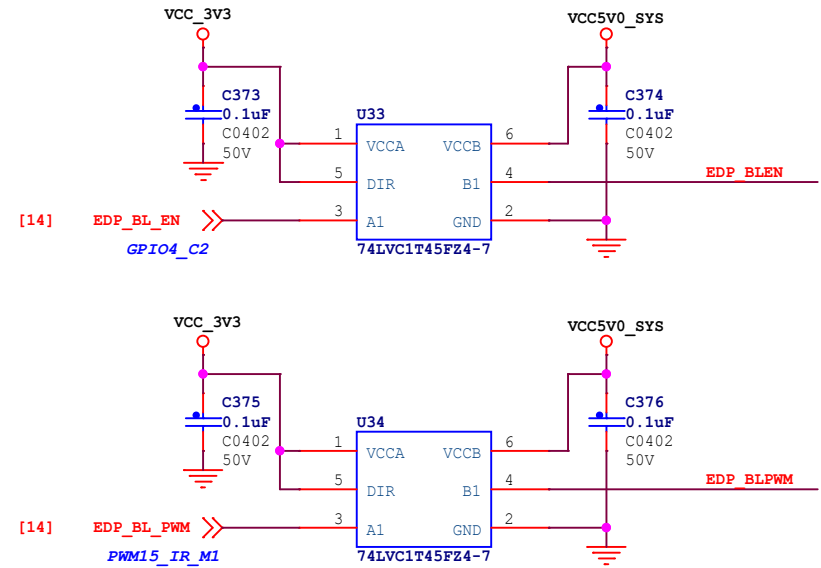 VCC_3V3
VCC5V0_SYS
C373
0.1uF
C0402
50V
C374
0.1uF
C0402
50V
U33
1 VCCA VCCB 6
5 DIR B1 4 EDP_BLEN
[14] EDP_BL_EN 3 A1 GND 2
GPIO4_C2
74LVC1T45FZ4-7
VCC_3V3
VCC5V0_SYS
C375
0.1uF
C0402
50V
C376
0.1uF
C0402
50V
U34
1 VCCA VCCB 6
5 DIR B1 4 EDP_BLPWM
[14] EDP_BL_PWM 3 A1 GND 2
PWM15_IR_M1
74LVC1T45FZ4-7